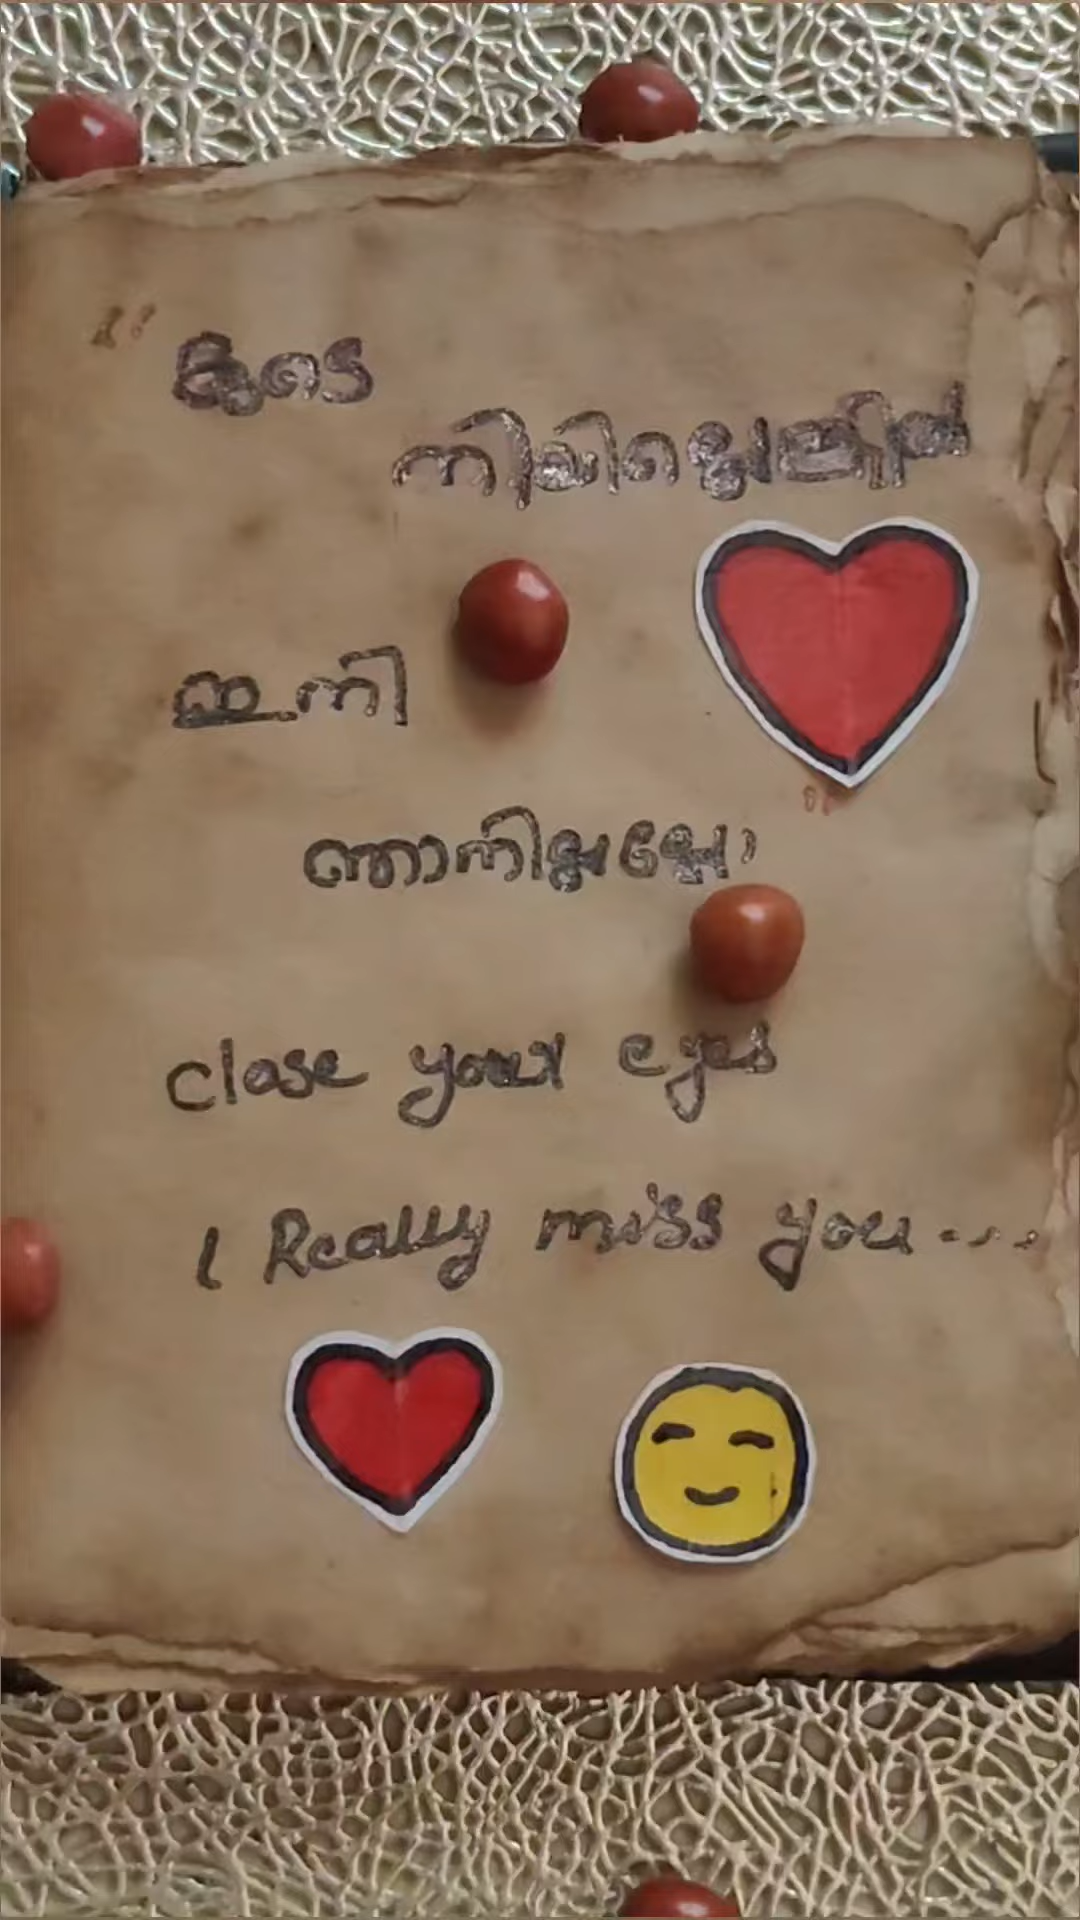 " കൂടെ
നീയില്ലെങ്കിൽ
ഇനി
ഞാനില്ലല്ലോ
"
close your eyes
I Really miss you ....